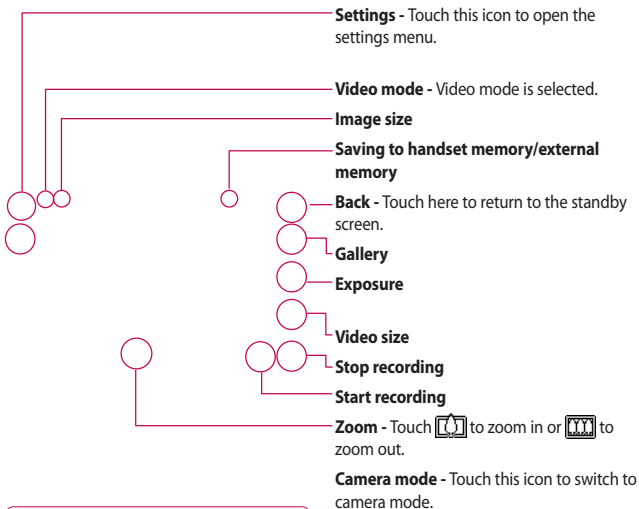 Settings - Touch this icon to open the
settings menu.
Video mode - Video mode is selected.
Image size
Saving to handset memory/external
memory
Back - Touch here to return to the standby
screen.
Gallery
Exposure
Video size
Stop recording
Start recording
Zoom - Touch to zoom in or to
zoom out.
Camera mode - Touch this icon to switch to
camera mode.